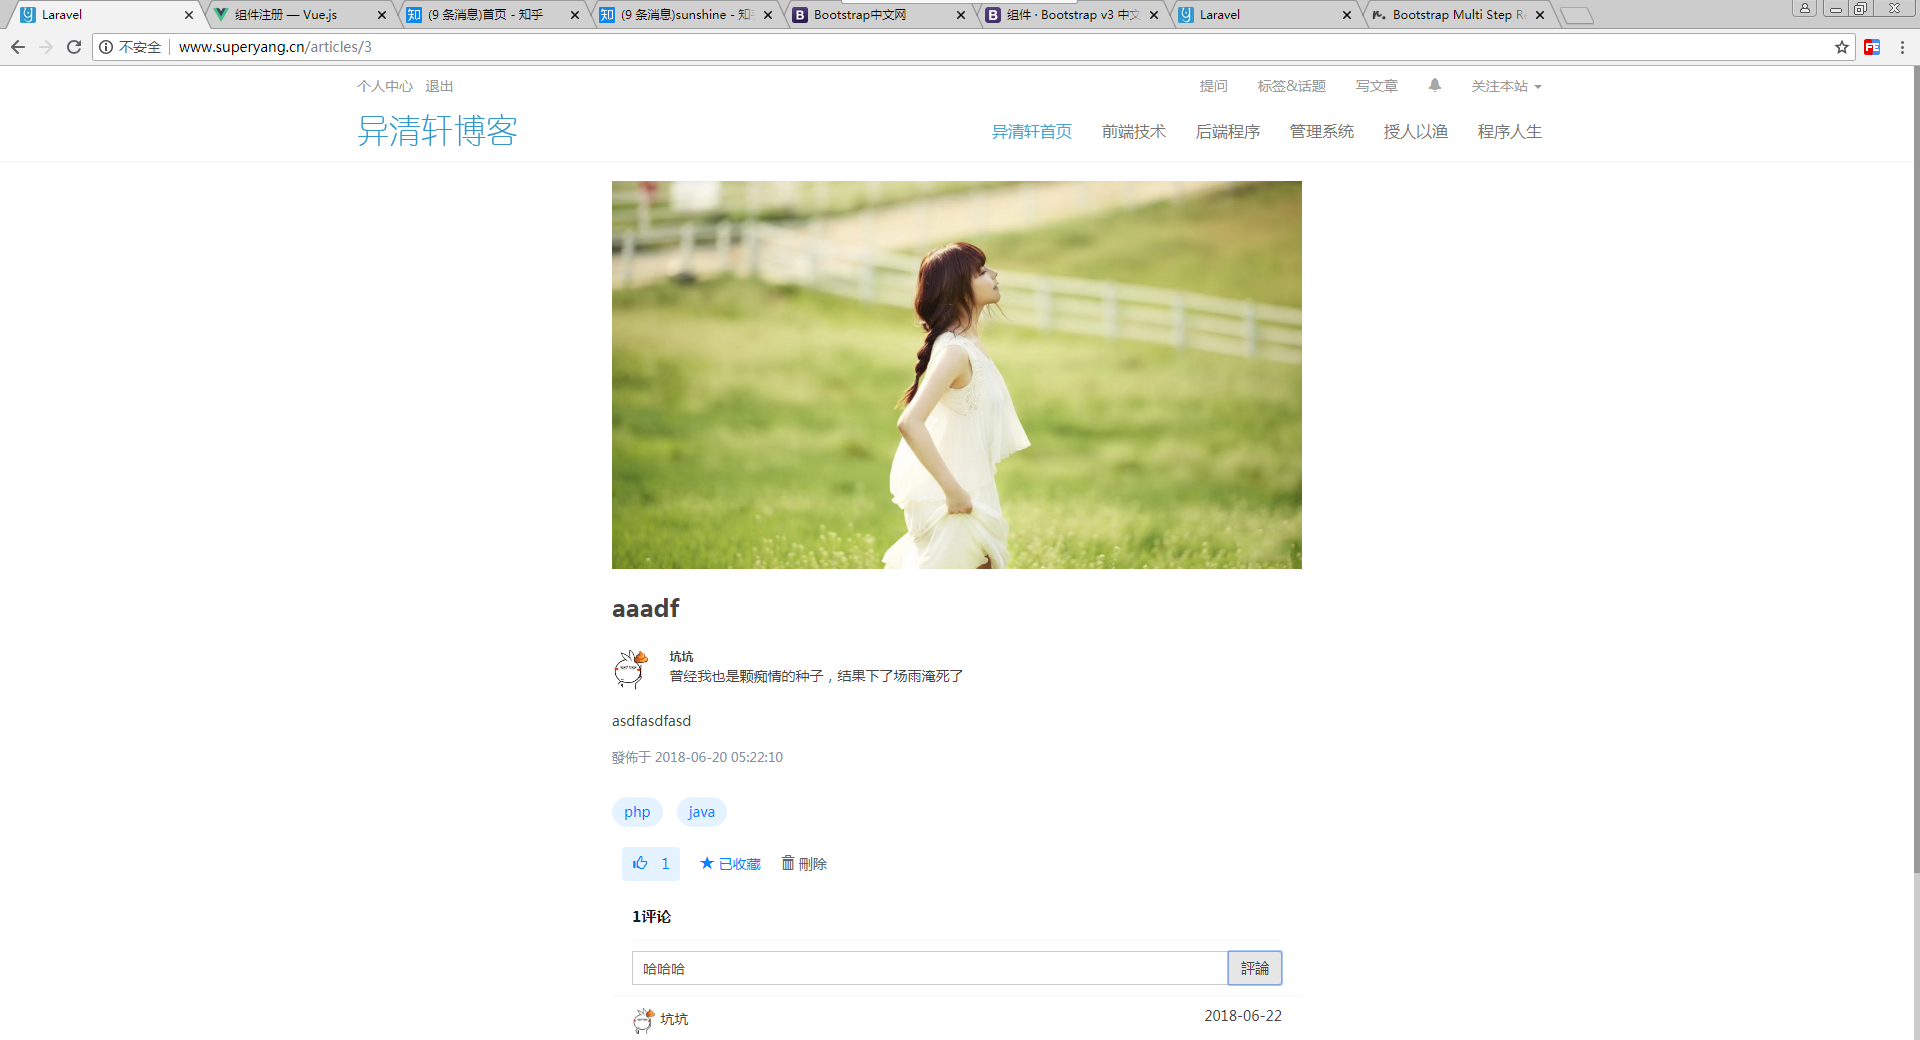 Laravel
组件注册 — Vue.js
(9 条消息)首页 - 知乎
(9 条消息)sunshine - 知
Bootstrap中文网
组件 · Bootstrap v3 中文
Laravel
Bootstrap Multi Step R
不安全 www.superyang.cn/articles/3
个人中心 退出
提问 标签&话题 写文章 关注本站
异清轩博客
异清轩首页 前端技术 后端程序 管理系统 授人以渔 程序人生
aaadf
坑坑
曾经我也是颗痴情的种子，结果下了场雨淹死了
asdfasdfasd
發佈于 2018-06-20 05:22:10
php java
1 已收藏 刪除
1评论
哈哈哈 評論
坑坑 2018-06-22